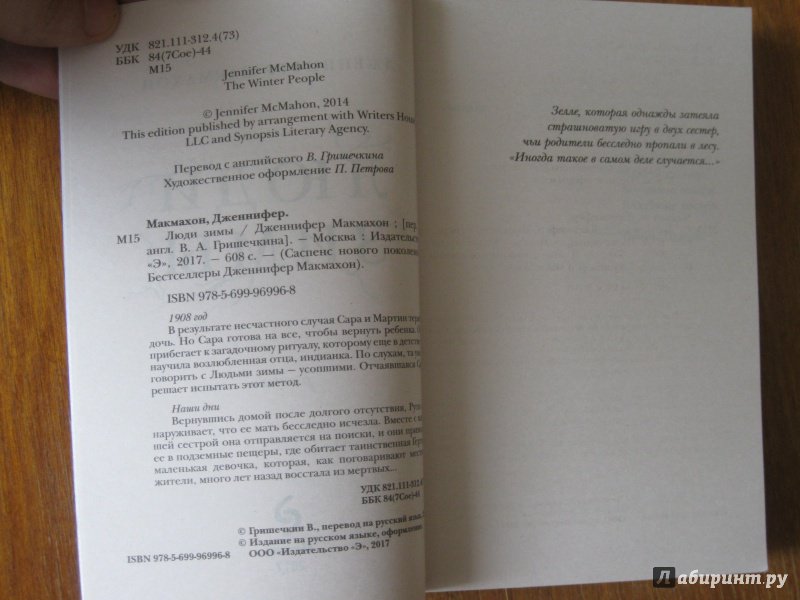 УДК 821.111-312.4(73)
ББК 84(7Сое)-44
М15
Jennifer McMahon
The Winter People
© Jennifer McMahon, 2014
This edition published by arrangement with Writers
LLC and Synopsis Literary Agency.
Перевод с английского В. Гришечкина
Художественное оформление П. Петрова
Макмахон, Дженнифер.
М15 Люди зимы / Дженнифер Макмахон ; [пер.
англ. В. А. Гришечкина]. — Москва : Издательство
«Э», 2017. — 608 с. — (Саспенс нового
Бестселлеры Дженнифер Макмахон).
ISBN 978-5-699-96996-8
1908 год
В результате несчастного случая Сара и Мартин
дочь. Но Сара готова на все, чтобы вернуть ребенка.
прибегает к загадочному ритуалу, которому еще в
научила возлюбленная отца, индианка. По слухам,
говорить с Людьми зимы — усопшими. Отчаявшаяся
решает испытать этот метод.
Наши дни
Вернувшись домой после долгого отсутствия,
наруживает, что ее мать бесследно исчезла. Вместе с
шей сестрой она отправляется на поиски, и они
ее в подземные пещеры, где обитает таинственная
маленькая девочка, которая, как поговаривают
жители, много лет назад восстала из мертвых...
УДК 821.111-312.4
ББК 84(7Сое)-44
© Гришечкин В., перевод на русский язык,
© Издание на русском языке, оформление.
ISBN 978-5-699-96996-8 ООО «Издательство «Э», 2017
Зелле, которая однажды затеяла
страшноватую игру в двух сестер,
чьи родители бесследно пропали в лесу.
«Иногда такое в самом деле случается...»
Лабиринт.ру